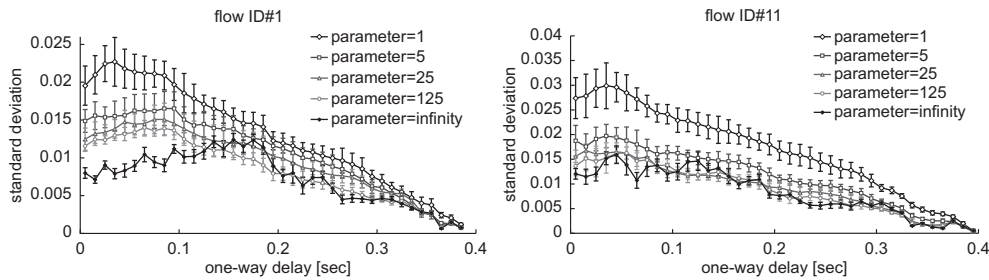 flow ID#1
0.025
0.02
0.015
0.01
0.005
0
standard deviation
parameter=1
parameter=5
parameter=25
parameter=125
parameter=infinity
0
0.1
0.2
0.3
0.4
one-way delay [sec]
flow ID#11
0.04
0.035
0.03
0.025
0.02
0.015
0.01
0.005
0
standard deviation
parameter=1
parameter=5
parameter=25
parameter=125
parameter=infinity
0
0.1
0.2
0.3
0.4
one-way delay [sec]